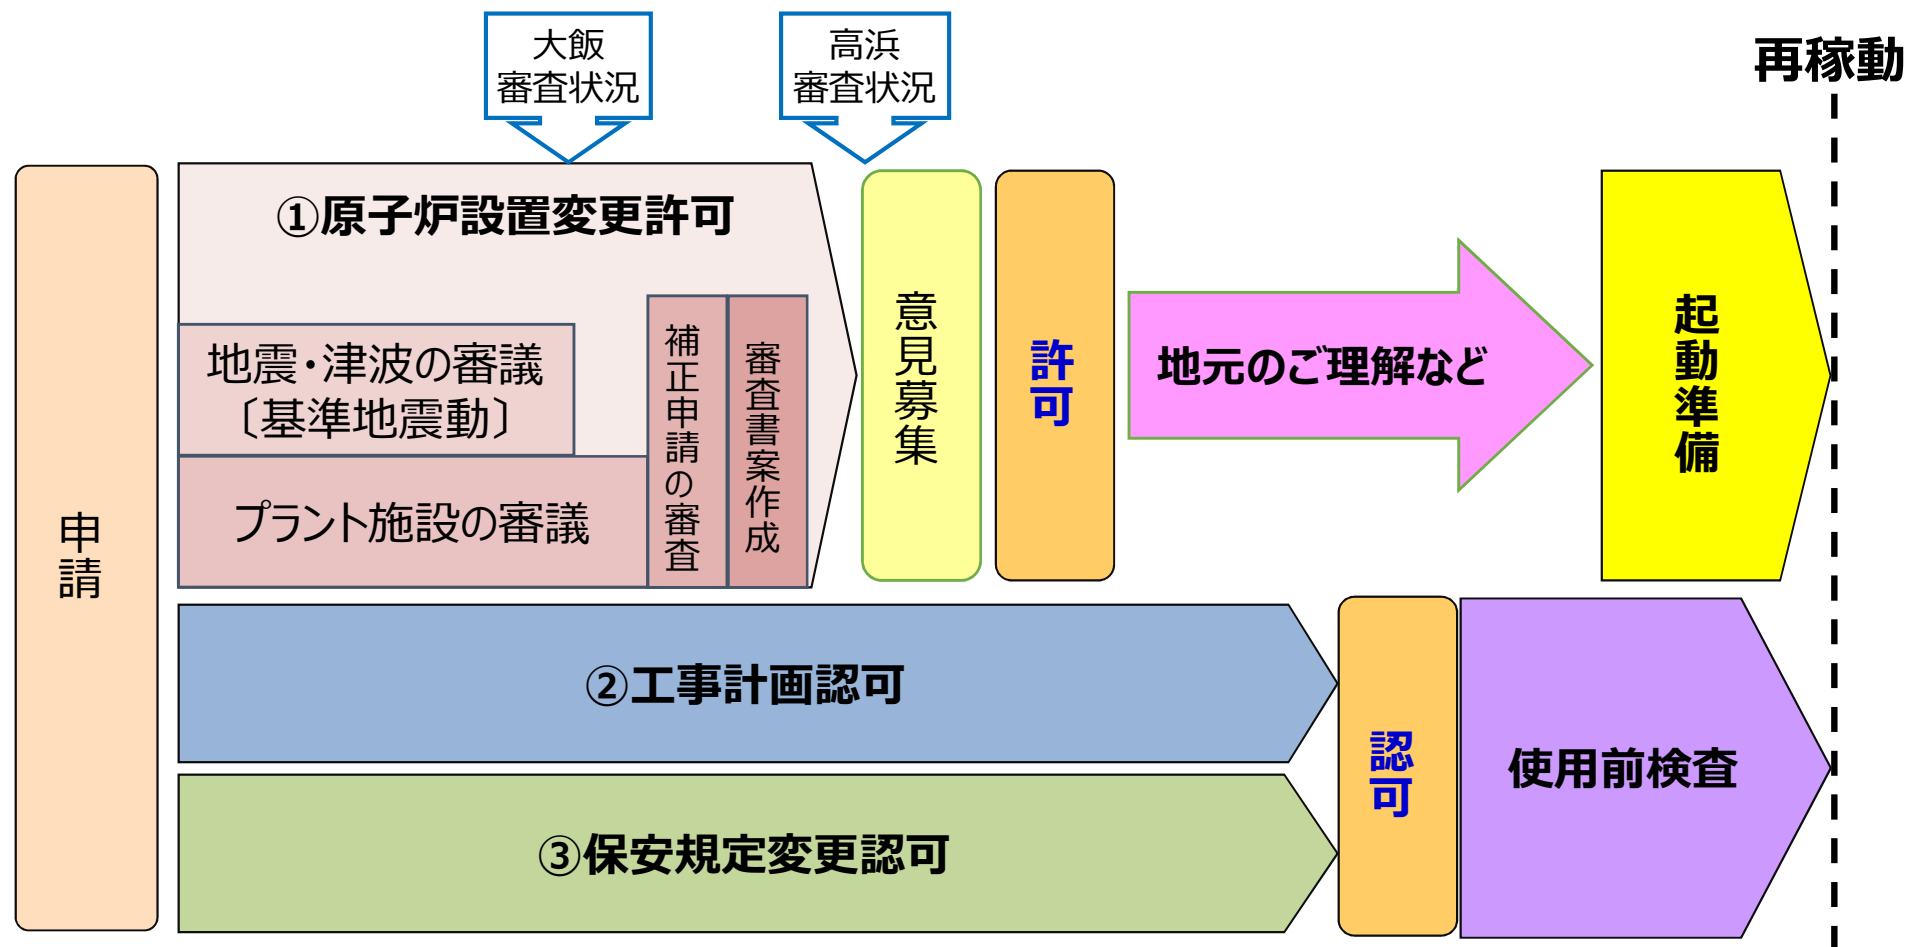 大飯
審査状況
高浜
審査状況
再稼動
申請
①原子炉設置変更許可
地震・津波の審議
〔基準地震動〕
プラント施設の審議
補正申請の審査
審査書案作成
意見募集
許可
地元のご理解など
起動準備
②工事計画認可
③保安規定変更認可
認可
使用前検査